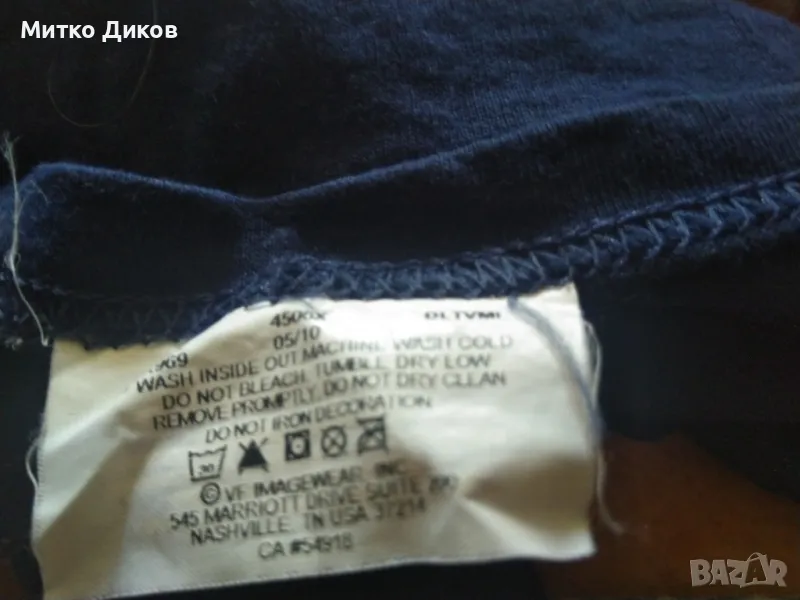 Митко Диков
4500X DLTVMI
05/10
WASH INSIDE OUT MACHINE WASH COLD
DO NOT BLEACH, TUMBLE DRY LOW
REMOVE PROMPTLY, DO NOT DRY CLEAN
DO NOT IRON DECORATION
30
© VF IMAGEWEAR, INC.
545 MARRIOTT DRIVE SUITE
NASHVILLE, TN USA 37214
CA #54918
BAZAR